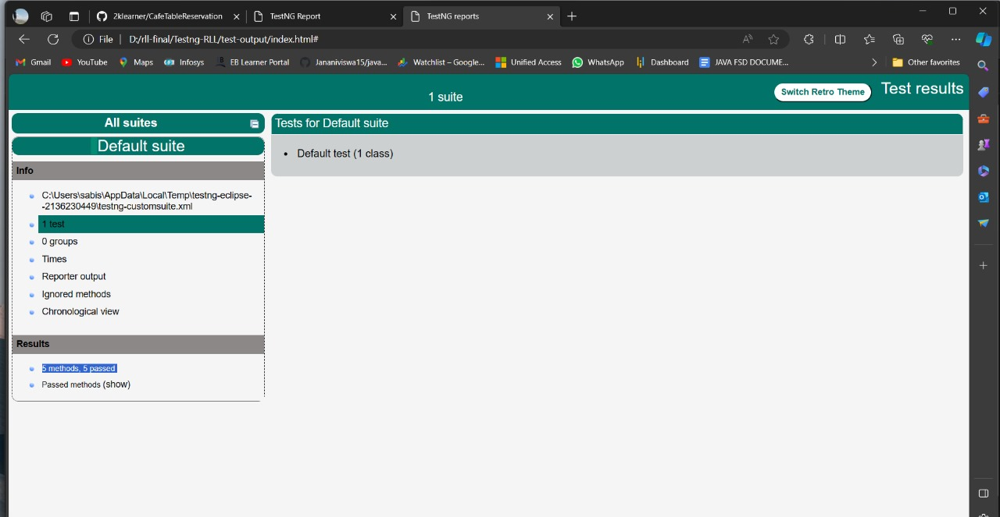 2klearner/CafeTableReservation
TestNG Report
TestNG reports
File | D:/rll-final/Testng-RLL/test-output/index.html#
Gmail YouTube Maps Infosys EB Learner Portal Jananiviswa15/java... Watchlist – Google... Unified Access WhatsApp Dashboard JAVA FSD DOCUME... Other favorites
1 suite
Switch Retro Theme
Test results
All suites
Default suite
Info
C:\Users\sabis\AppData\Local\Temp\testng-eclipse-
-2136230449\testng-customsuite.xml
1 test
0 groups
Times
Reporter output
Ignored methods
Chronological view
Results
5 methods, 5 passed
Passed methods (show)
Tests for Default suite
Default test (1 class)